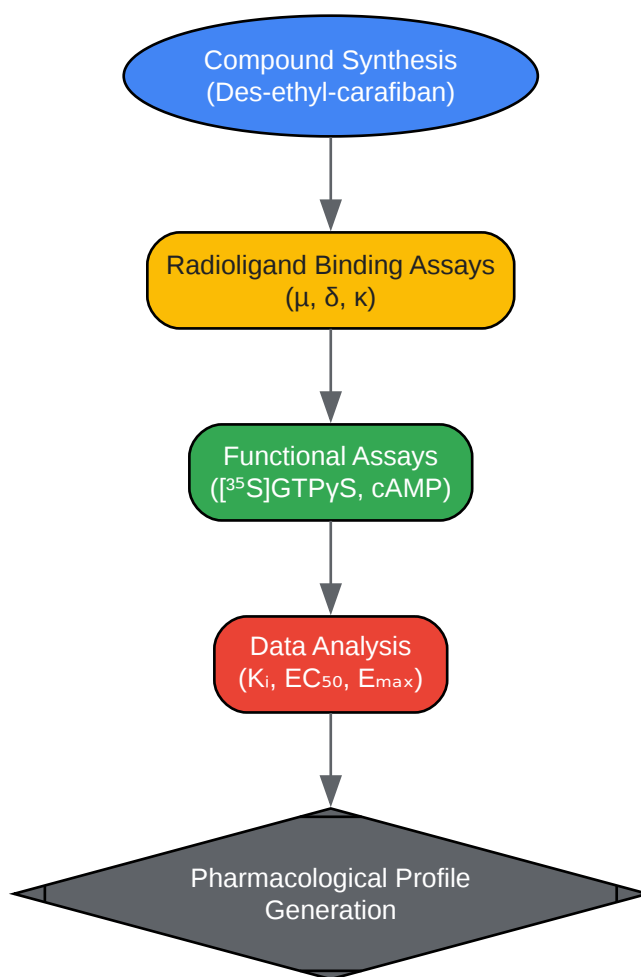 Compound Synthesis
(Des-ethyl-carafiban)
Radioligand Binding Assays
(μ, δ, κ)
Functional Assays
([³⁵S]GTPγS, cAMP)
Data Analysis
(Kᵢ, EC₅₀, Eₘₐₓ)
Pharmacological Profile
Generation